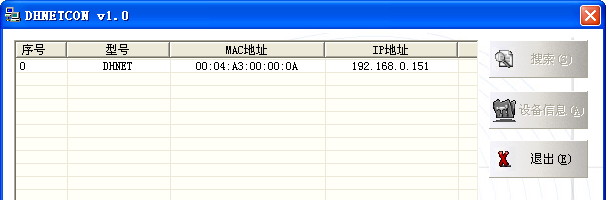 DHNETCON v1.0
序号 型号 MAC地址 IP地址
0 DHNET 00:04:A3:00:00:0A 192.168.0.151
搜索(S)
设备信息(A)
退出(E)